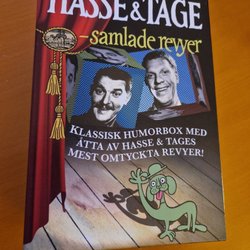 HASSE & TAGE
– samlade revyer
KLASSISK HUMORBOX MED
ÅTTA AV HASSE & TAGES
MEST OMTYCKTA REVYER!